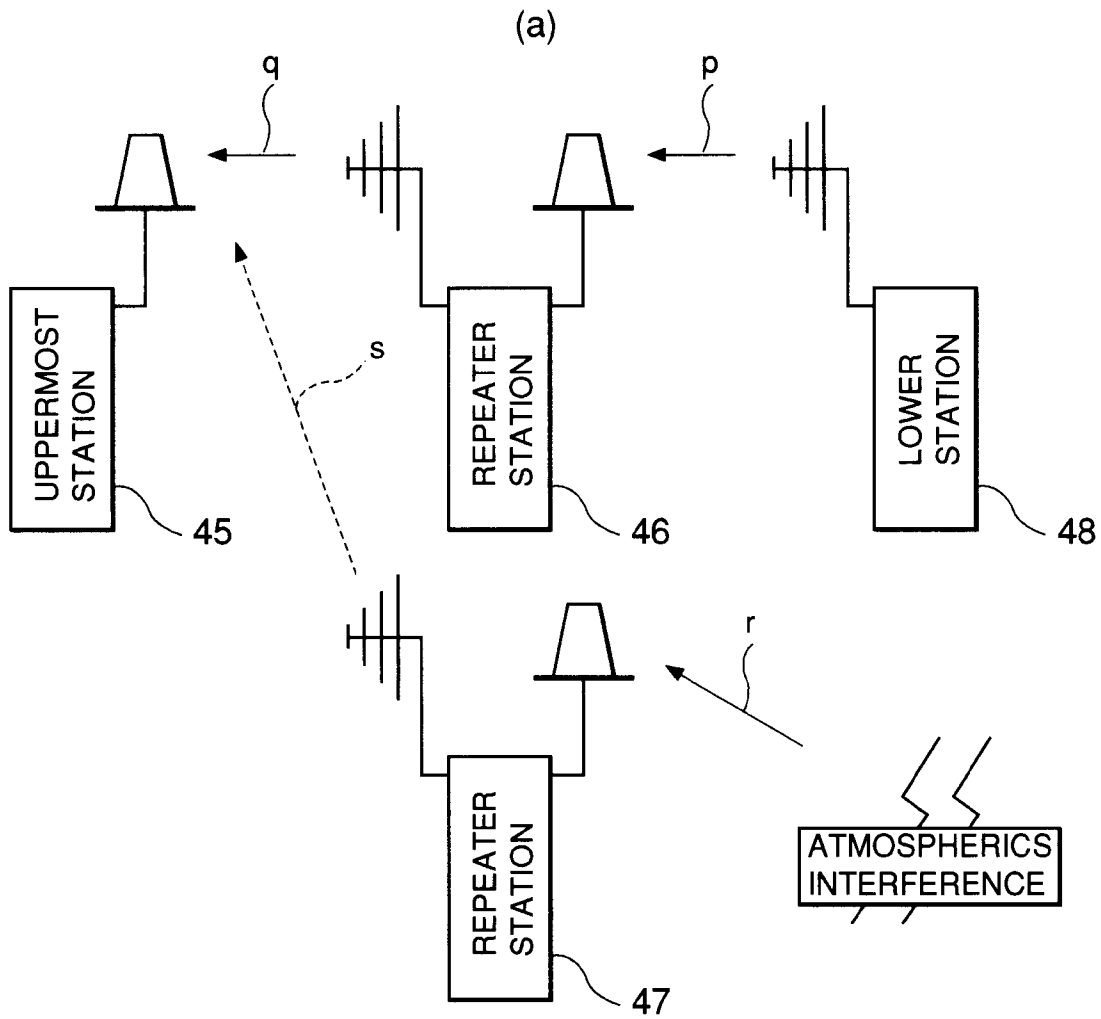 (a)
q
p
UPPERMOST
STATION
45
s
REPEATER
STATION
46
LOWER
STATION
48
r
REPEATER
STATION
47
ATMOSPHERICS
INTERFERENCE